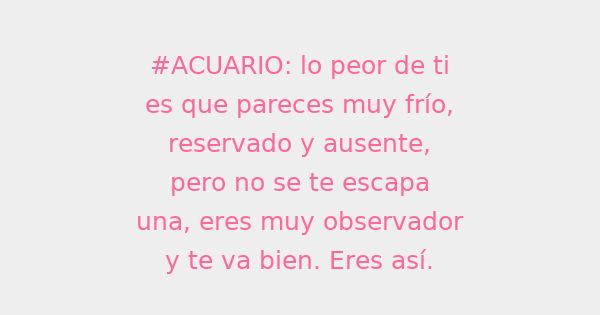 #ACUARIO: lo peor de ti
es que pareces muy frío,
reservado y ausente,
pero no se te escapa
una, eres muy observador
y te va bien. Eres así.